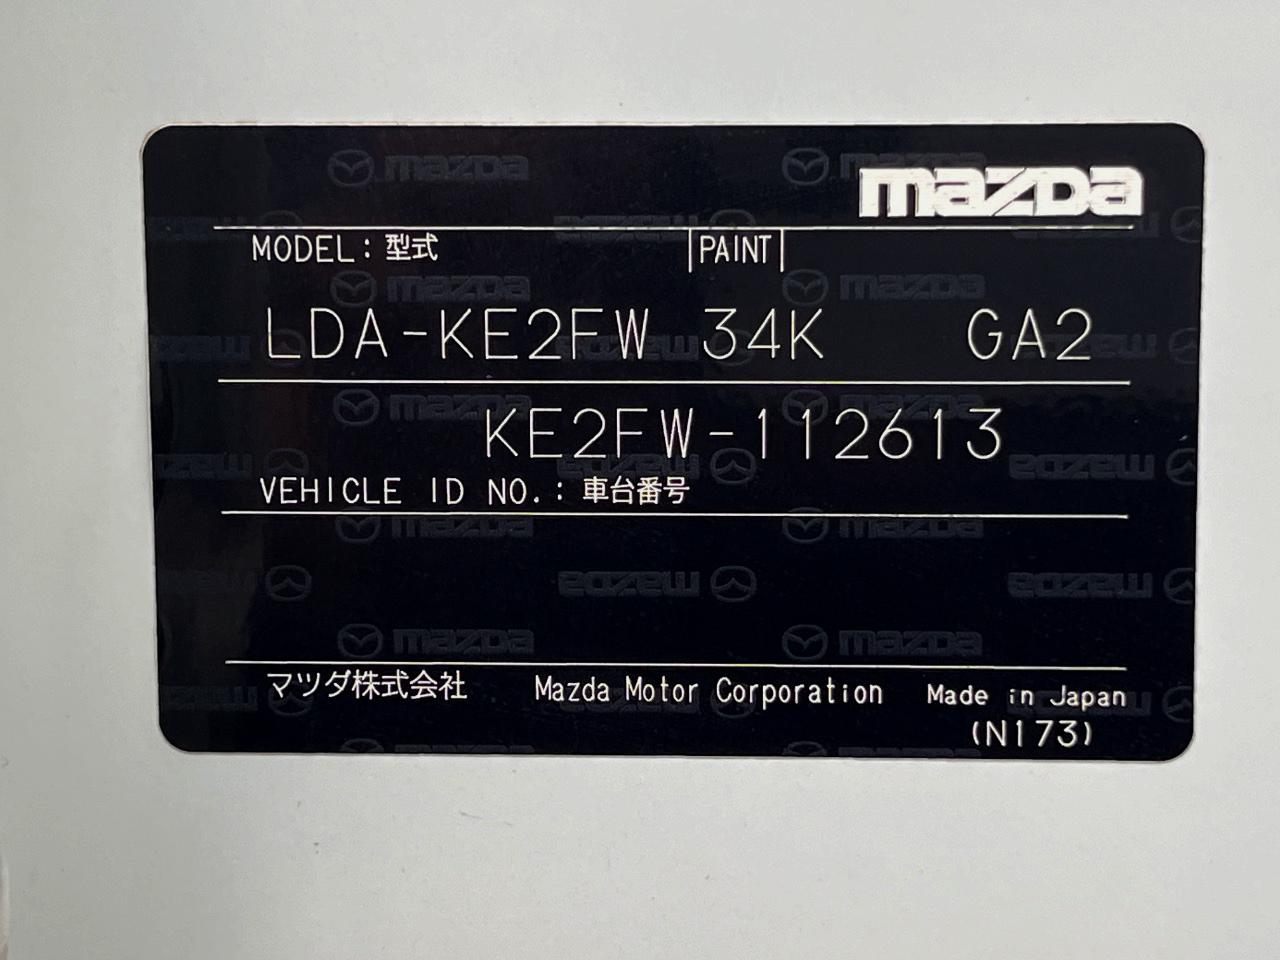 mazda
MODEL: 型式 PAINT
LDA-KE2FW 34K GA2
KE2FW-112613
VEHICLE ID NO.: 車台番号
マツダ株式会社 Mazda Motor Corporation Made in Japan
(N173)